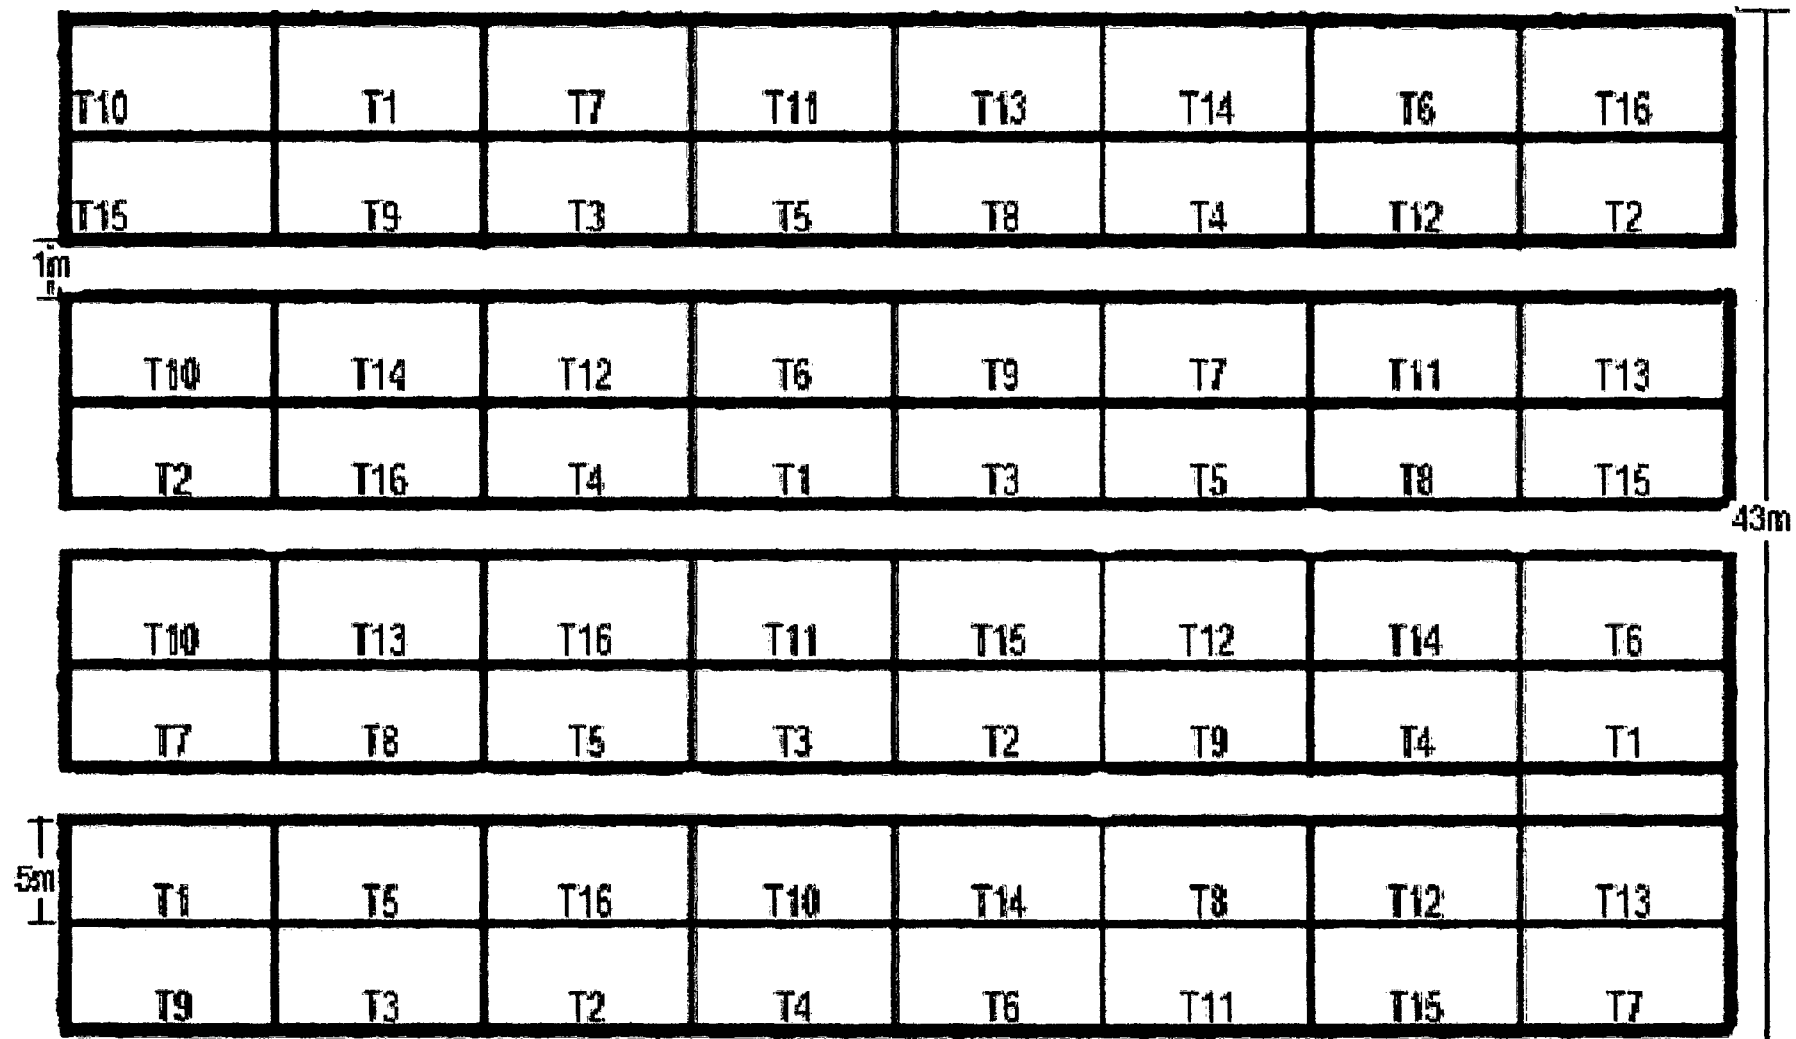 T10 T1 T7 T11 T13 T14 T6 T16
T15 T9 T3 T5 T8 T4 T12 T2
1m
T10 T14 T12 T6 T9 T7 T11 T13
T2 T16 T4 T1 T3 T5 T8 T15
43m
T10 T13 T16 T11 T15 T12 T14 T6
T7 T8 T5 T3 T2 T9 T4 T1
5m
T1 T5 T16 T10 T14 T8 T12 T13
T9 T3 T2 T4 T6 T11 T15 T7